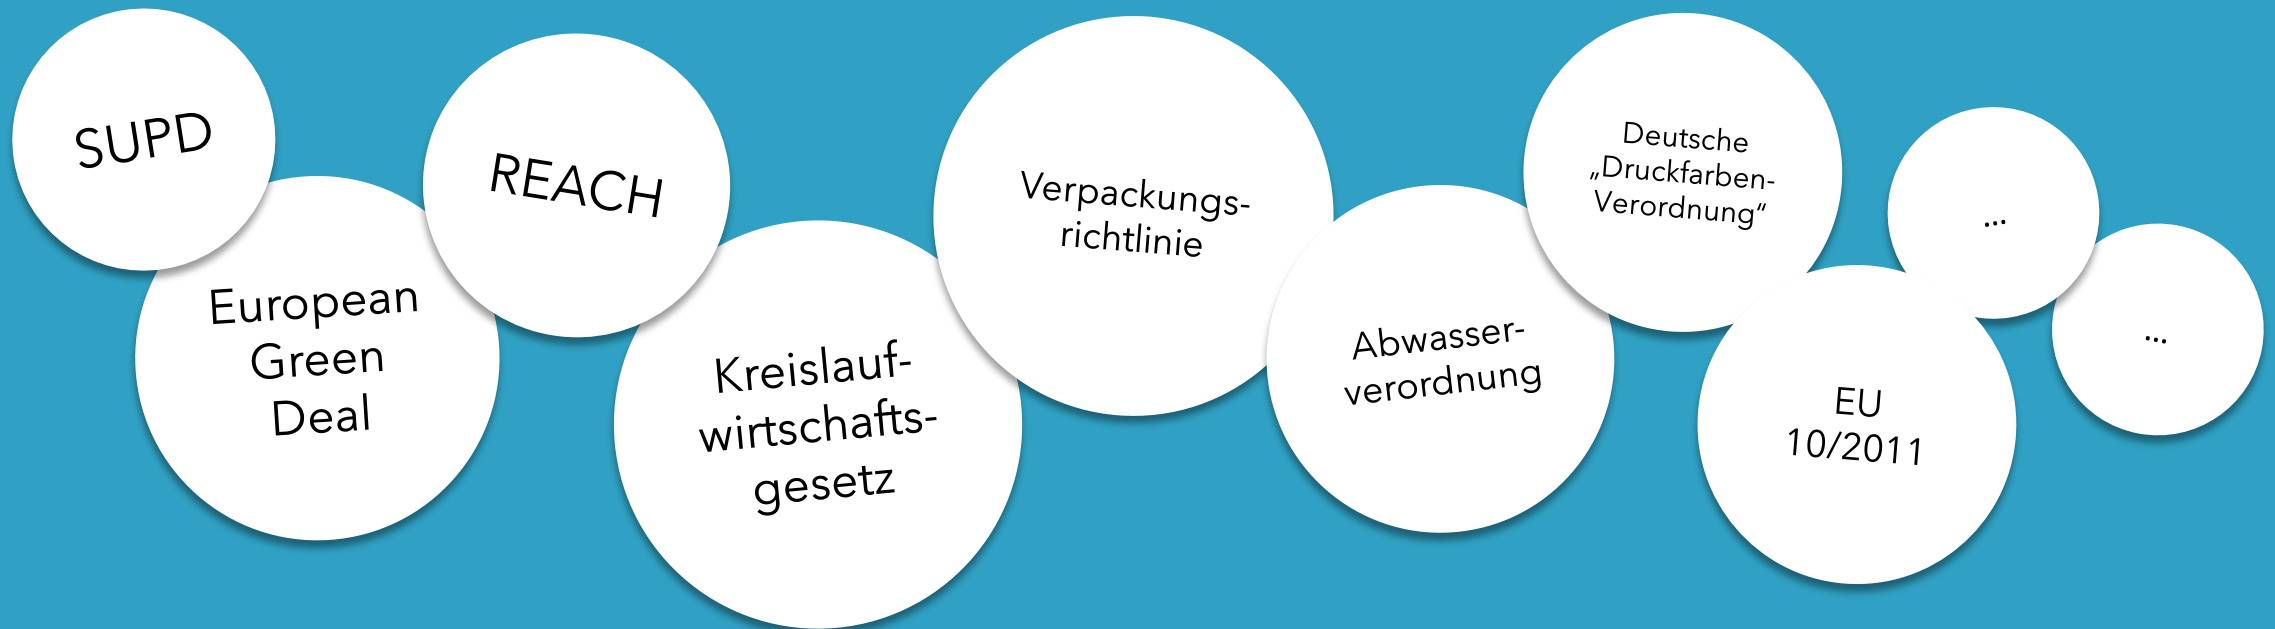 SUPD
European
Green
Deal
REACH
Kreislauf-
wirtschafts-
gesetz
Verpackungs-
richtlinie
Abwasser-
verordnung
Deutsche
„Druckfarben-
Verordnung“
EU
10/2011
...
...